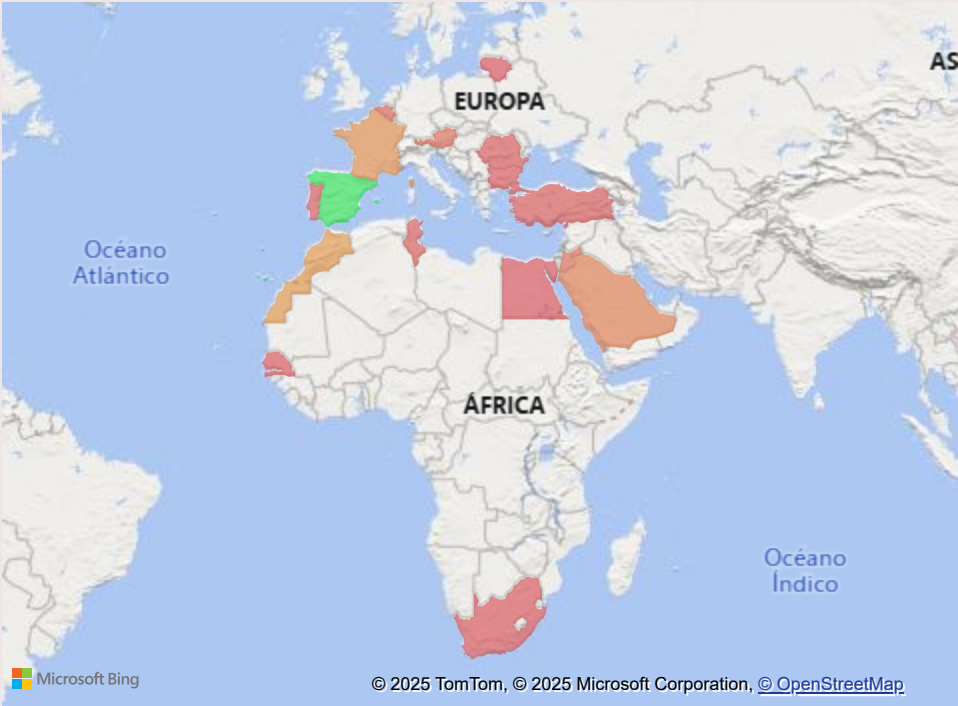 AS
EUROPA
Océano
Atlántico
ÁFRICA
Océano
Índico
Microsoft Bing
© 2025 TomTom, © 2025 Microsoft Corporation, © OpenStreetMap